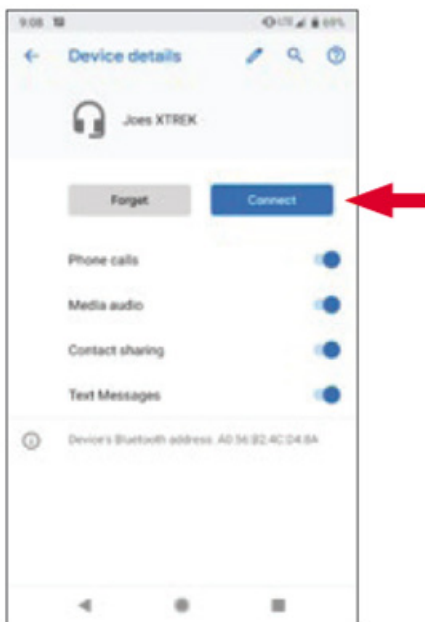 9:08
69%
Device details
Joes XTREK
Forget
Connect
Phone calls
Media audio
Contact sharing
Text Messages
Device's Bluetooth address: A0:56:B2:4C:D4:8A